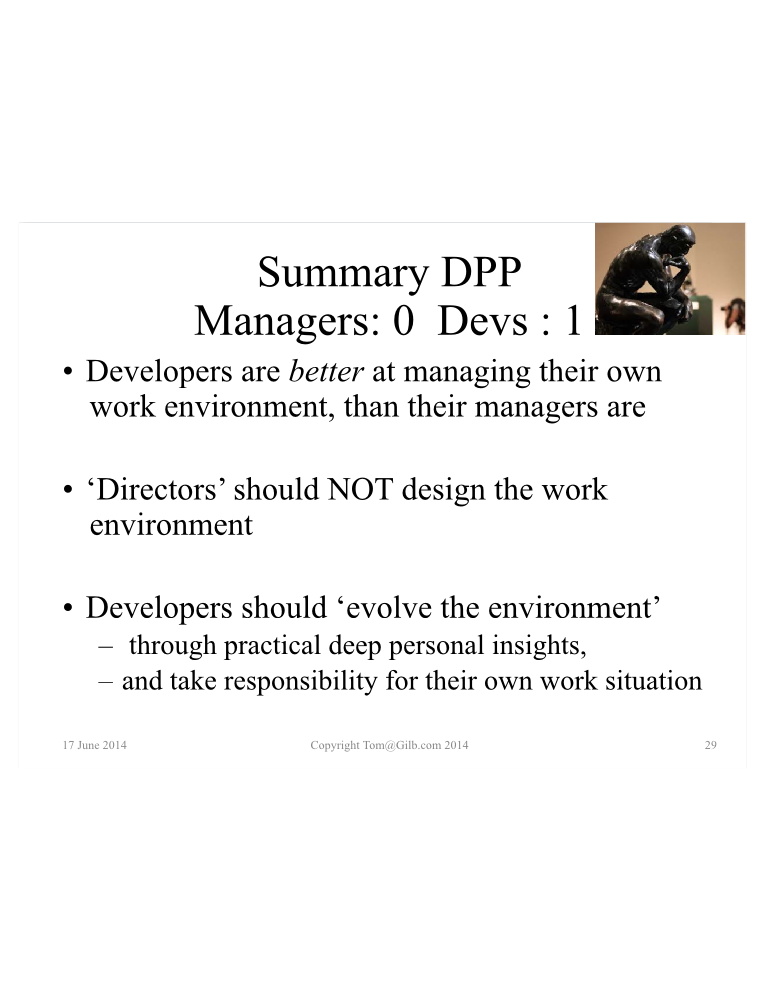 Summary DPP
Managers: 0  Devs : 1
• Developers are better at managing their own
work environment, than their managers are
• ‘Directors’ should NOT design the work
environment
• Developers should ‘evolve the environment’
– through practical deep personal insights,
– and take responsibility for their own work situation
17 June 2014 Copyright Tom@Gilb.com 2014 29